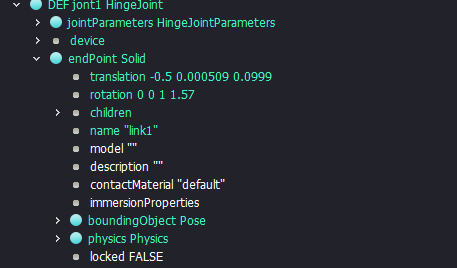 DEF jont1 HingeJoint
jointParameters HingeJointParameters
device
endPoint Solid
translation -0.5 0.000509 0.0999
rotation 0 0 1 1.57
children
name "link1"
model ""
description ""
contactMaterial "default"
immersionProperties
boundingObject Pose
physics Physics
locked FALSE